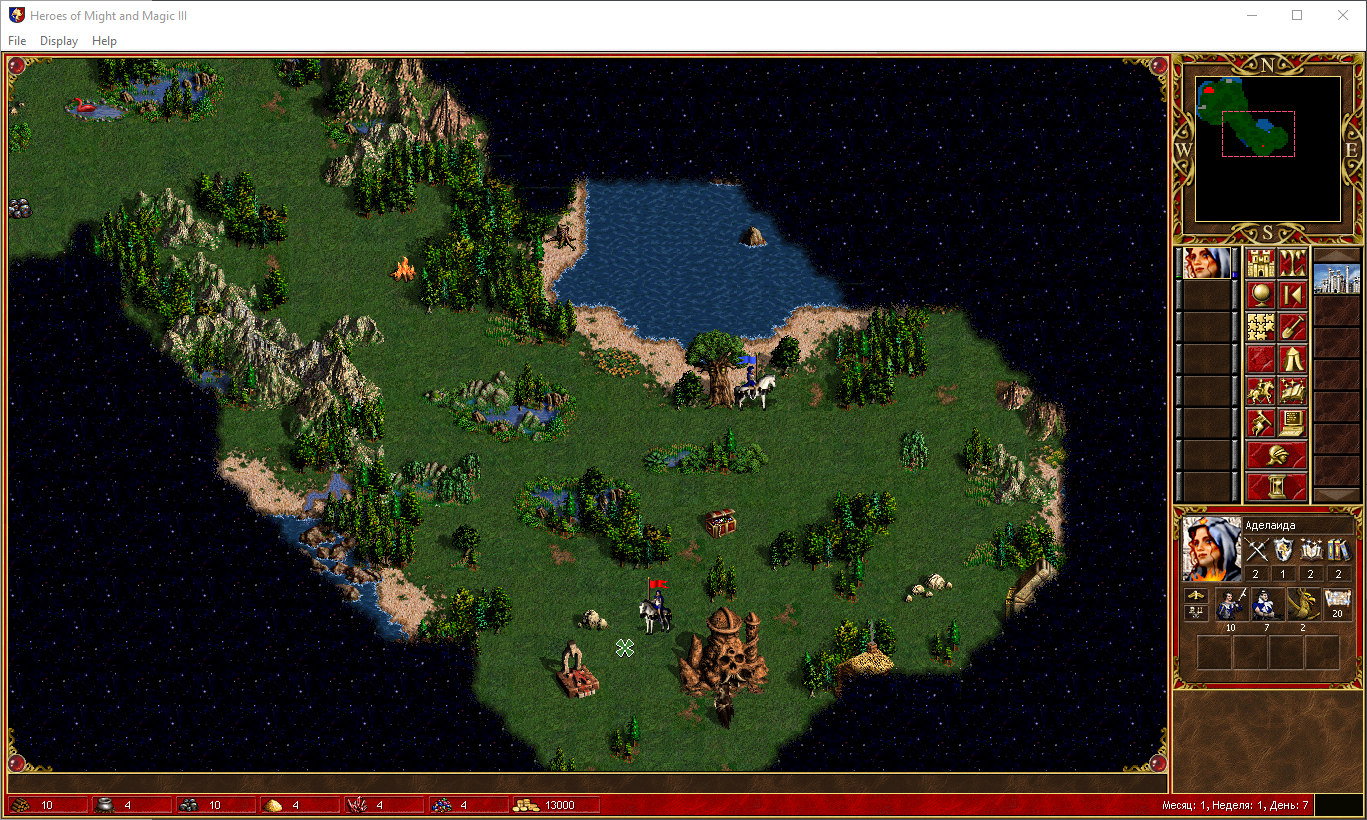 Heroes of Might and Magic III
File Display Help
N
W E
S
Аделаида
2 1 2 2
20
10 7 2
10 4 10 4 4 4 13000 Месяц: 1, Неделя: 1, День: 7